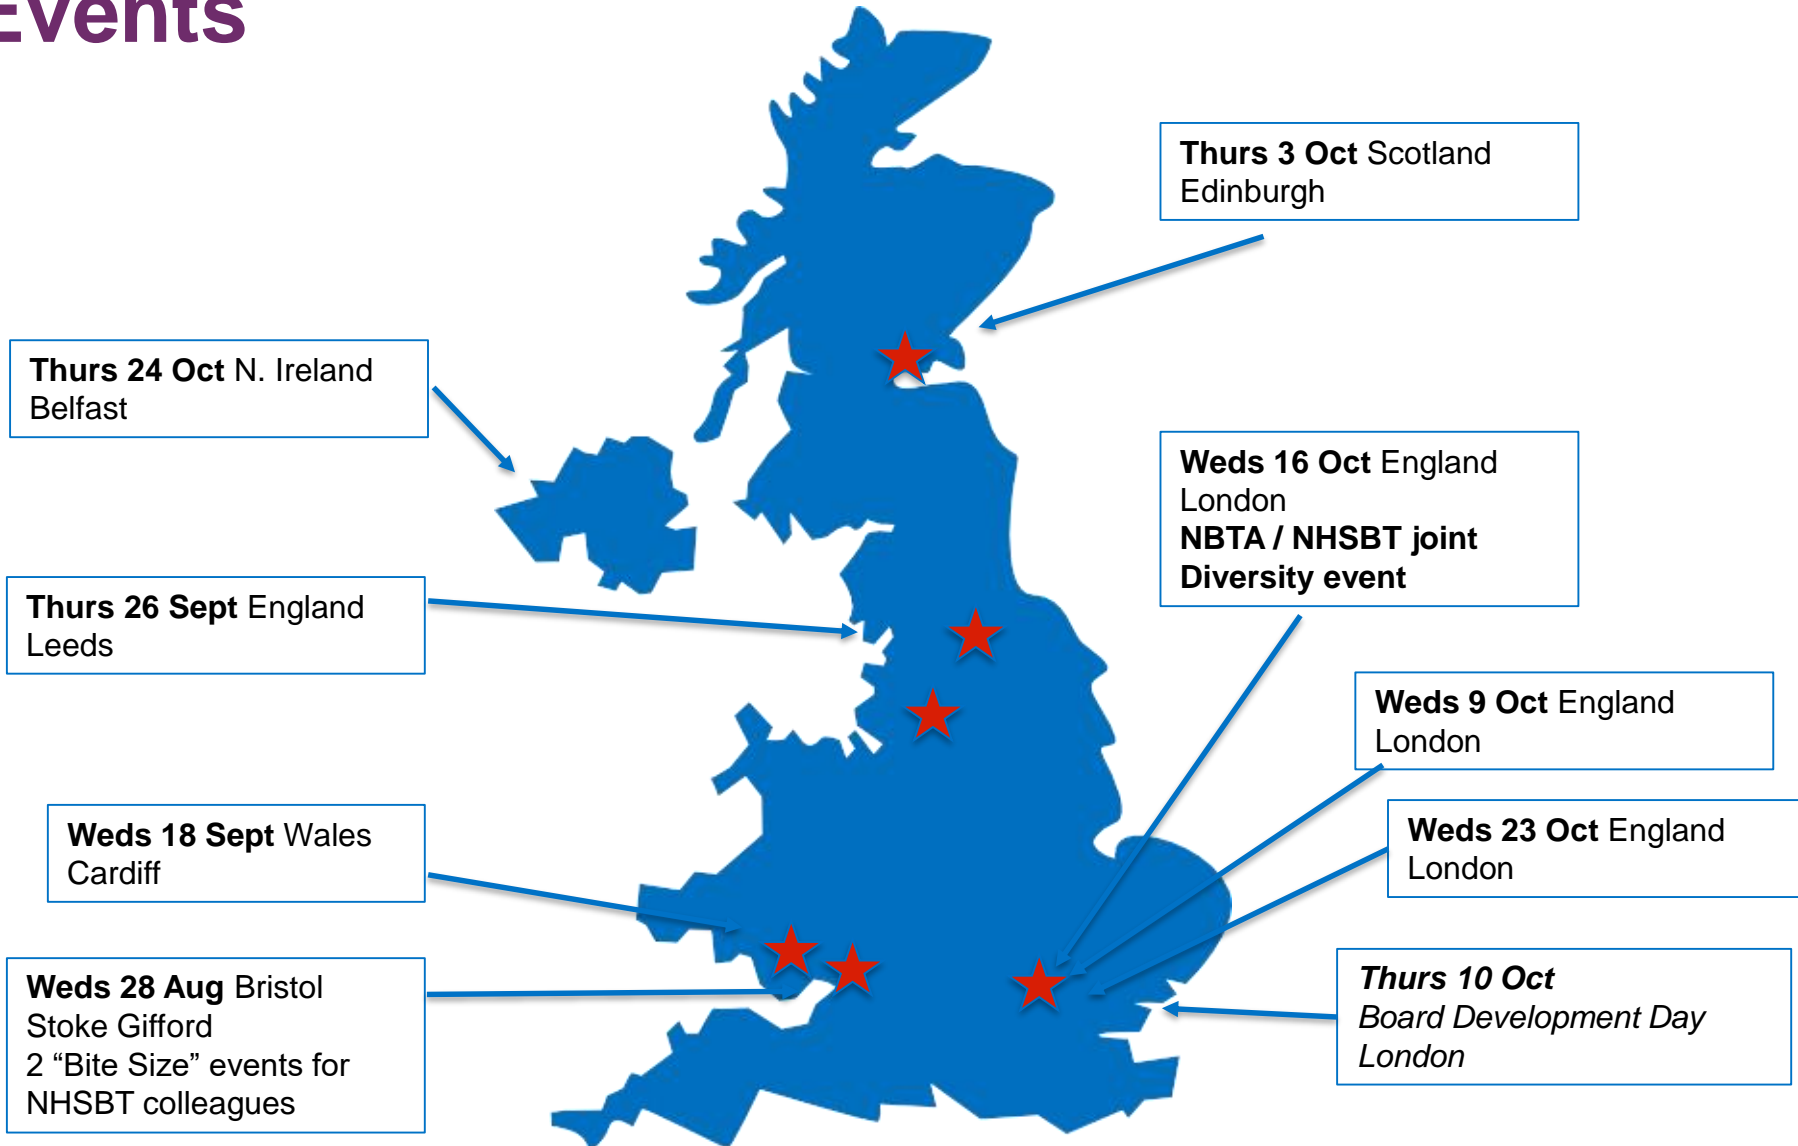 Events
Thurs 3 Oct Scotland
Edinburgh
Thurs 24 Oct N. Ireland
Belfast
Weds 16 Oct England
London
NBTA / NHSBT joint
Diversity event
Thurs 26 Sept England
Leeds
Weds 9 Oct England
London
Weds 18 Sept Wales
Cardiff
Weds 23 Oct England
London
Weds 28 Aug Bristol
Stoke Gifford
2 “Bite Size” events for
NHSBT colleagues
Thurs 10 Oct
Board Development Day
London